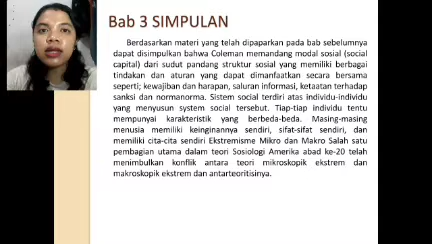 Bab 3 SIMPULAN
Berdasarkan materi yang telah dipaparkan pada bab sebelumnya
dapat disimpulkan bahwa Coleman memandang modal sosial (social
capital) dari sudut pandang struktur sosial yang memiliki berbagai
tindakan dan aturan yang dapat dimanfaatkan secara bersama
seperti; kewajiban dan harapan, saluran informasi, ketaatan terhadap
sanksi dan normanorma. Sistem sosial terdiri atas individu-individu
yang menyusun system sosial tersebut. Tiap-tiap individu tentu
mempunyai karakteristik yang berbeda-beda. Masing-masing
menusia memiliki keinginannya sendiri, sifat-sifat sendiri, dan
memiliki cita-cita sendiri Ekstremisme Mikro dan Makro Salah satu
pembagian utama dalam teori Sosiologi Amerika abad ke-20 telah
menimbulkan konflik antara teori mikroskopik ekstrem dan
makroskopik ekstrem dan antarteoritisinya.